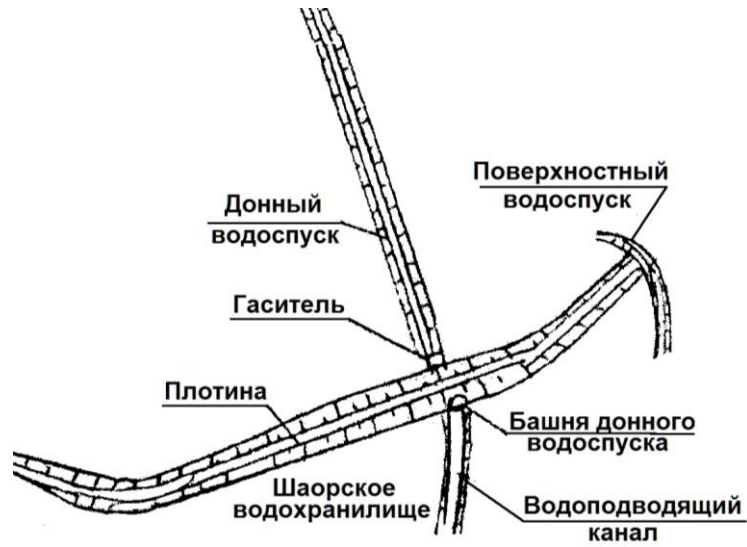 Поверхностный
водоспуск
Донный
водоспуск
Гаситель
Плотина
Башня донного
водоспуска
Шаорское
водохранилище
Водоподводящий
канал